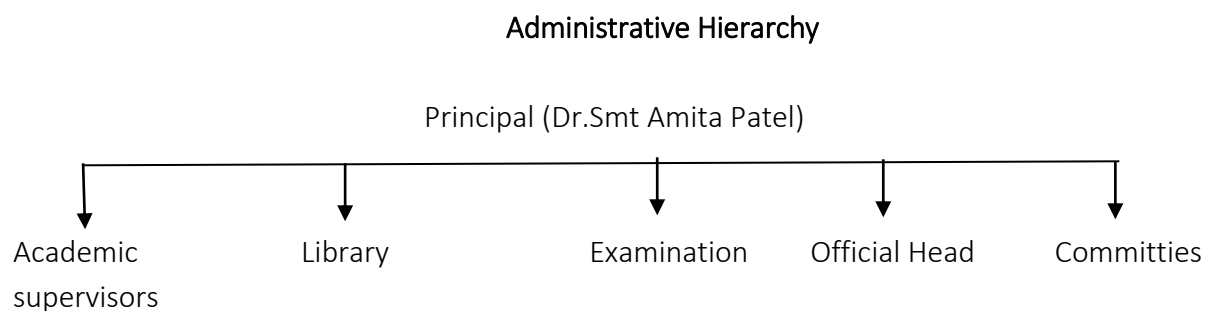 Administrative Hierarchy
Principal (Dr.Smt Amita Patel)
Academic supervisors
Library
Examination
Official Head
Committies